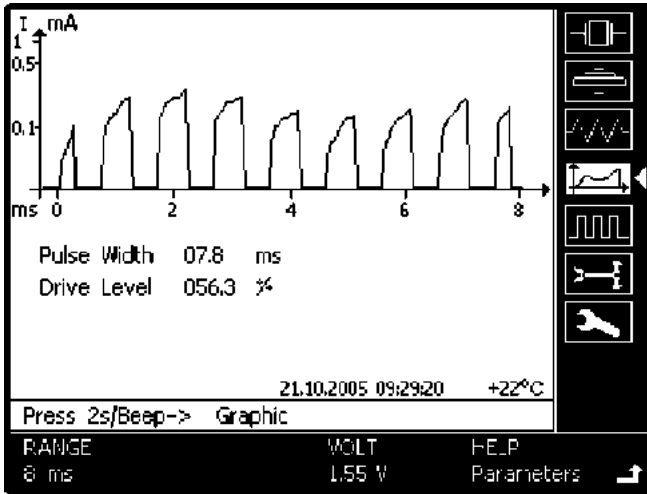 I mA
1
0.5
0.1
ms 0 2 4 6 8
Pulse Width 07.8 ms
Drive Level 056.3 %
21.10.2005 09:29:20 +22°C
Press 2s/Beep-> Graphic
RANGE VOLT HELP
8 ms 1.55 V Parameters